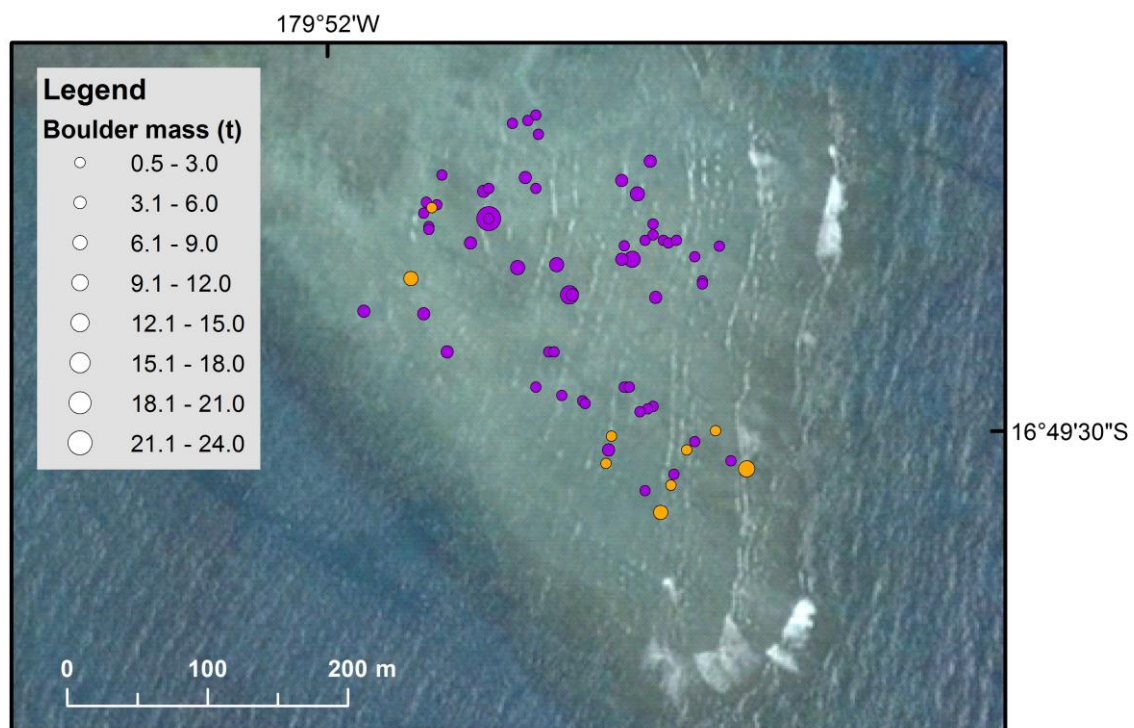 179°52'W
Legend
Boulder mass (t)
0.5 - 3.0
3.1 - 6.0
6.1 - 9.0
9.1 - 12.0
12.1 - 15.0
15.1 - 18.0
18.1 - 21.0
21.1 - 24.0
16°49'30"S
0 100 200 m